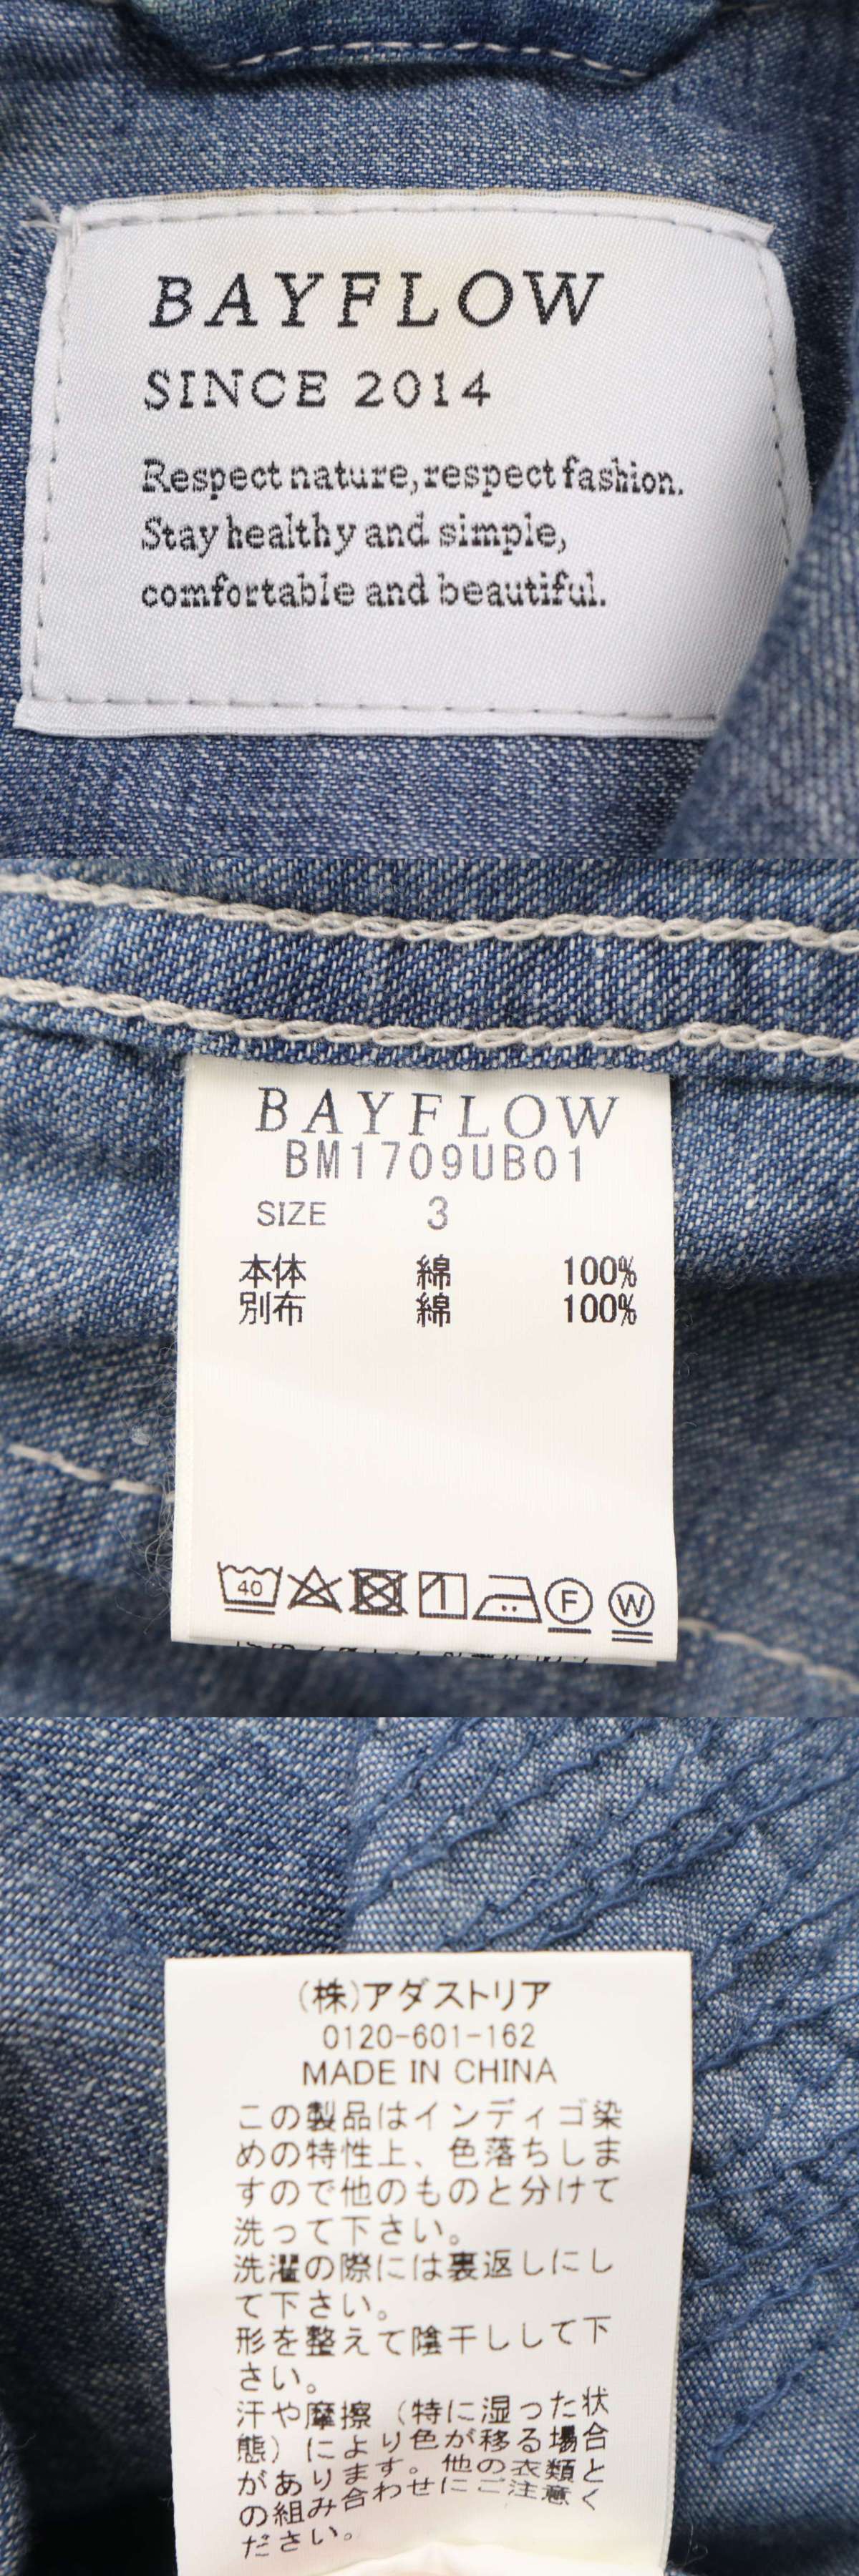 BAYFLOW
SINCE 2014
Respect nature, respect fashion.
Stay healthy and simple,
comfortable and beautiful.
BAYFLOW
BM1709UB01
SIZE 3
本体 綿 100%
別布 綿 100%
40 F W
(株)アダストリア
0120-601-162
MADE IN CHINA
この製品はインディゴ染
めの特性上、色落ちしま
すので他のものと分けて
洗って下さい。
洗濯の際には裏返しにし
て下さい。
形を整えて陰干しして下
さい。
汗や摩擦(特に湿った状
態)により色が移る場合
があります。他の衣類と
の組み合わせにご注意く
ださい。